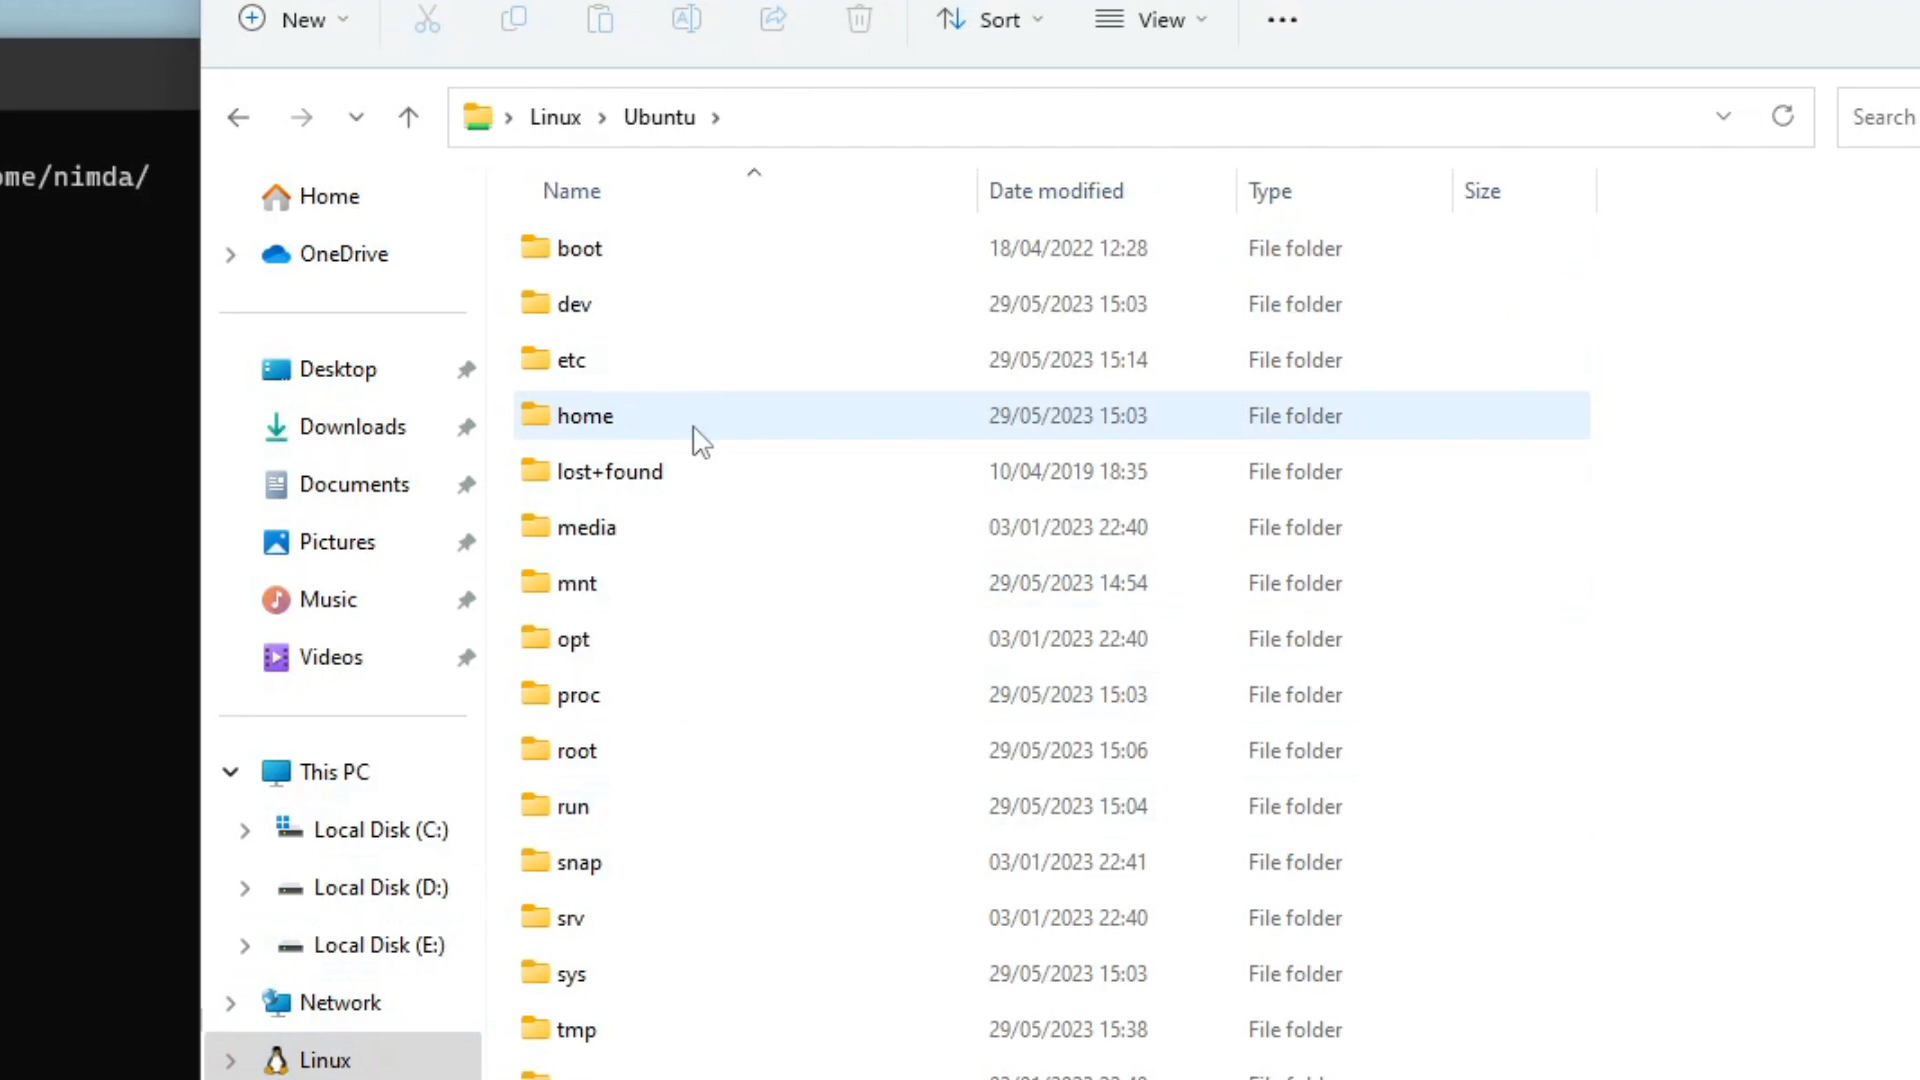 New
Sort
View
Linux
Ubuntu
Search
ome/nimda/
Home
OneDrive
Desktop
Downloads
Documents
Pictures
Music
Videos
This PC
Local Disk (C:)
Local Disk (D:)
Local Disk (E:)
Network
Linux
Name Date modified Type Size
boot 18/04/2022 12:28 File folder
dev 29/05/2023 15:03 File folder
etc 29/05/2023 15:14 File folder
home 29/05/2023 15:03 File folder
lost+found 10/04/2019 18:35 File folder
media 03/01/2023 22:40 File folder
mnt 29/05/2023 14:54 File folder
opt 03/01/2023 22:40 File folder
proc 29/05/2023 15:03 File folder
root 29/05/2023 15:06 File folder
run 29/05/2023 15:04 File folder
snap 03/01/2023 22:41 File folder
srv 03/01/2023 22:40 File folder
sys 29/05/2023 15:03 File folder
tmp 29/05/2023 15:38 File folder